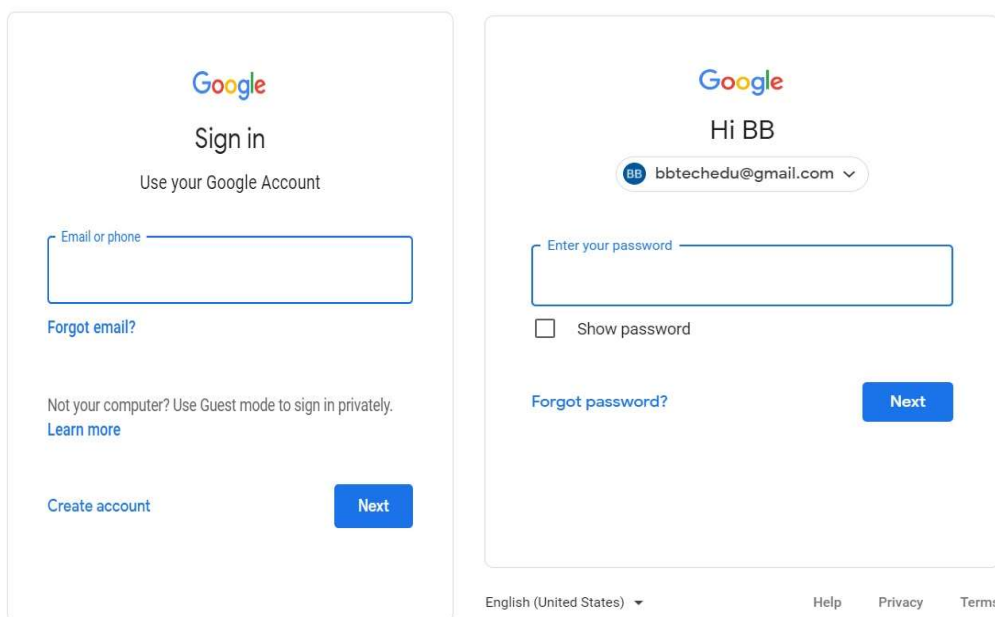 Google
Sign in
Use your Google Account
Email or phone
Forgot email?
Not your computer? Use Guest mode to sign in privately.
Learn more
Create account
Next
Google
Hi BB
BB bbtechedu@gmail.com
Enter your password
Show password
Forgot password?
Next
English (United States)
Help
Privacy
Terms